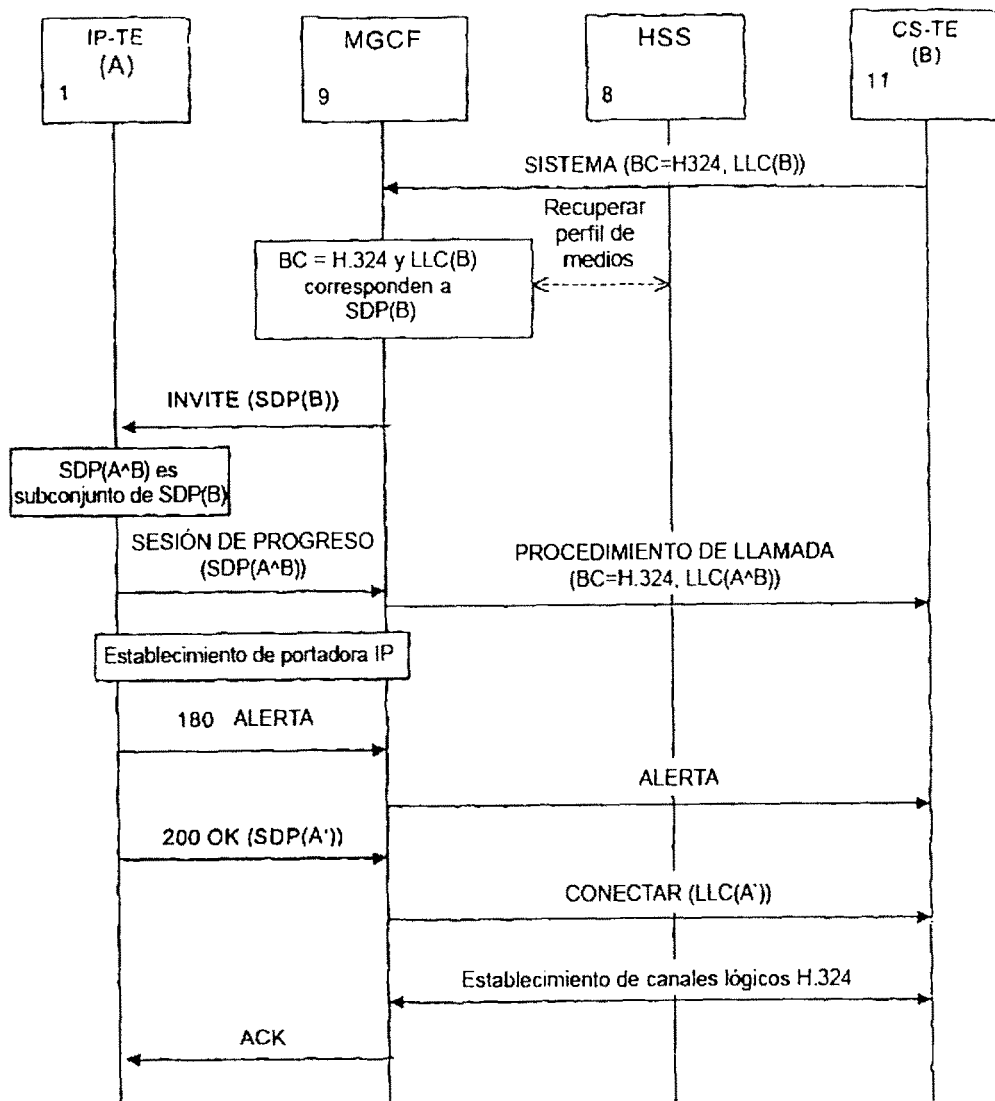 IP-TE
(A)
1
MGCF
9
HSS
8
CS-TE
(B)
11
SISTEMA (BC=H324, LLC(B))
Recuperar
perfil de
medios
BC = H.324 y LLC(B)
corresponden a
SDP(B)
INVITE (SDP(B))
SDP(A^B) es
subconjunto de SDP(B)
SESIÓN DE PROGRESO
(SDP(A^B))
PROCEDIMIENTO DE LLAMADA
(BC=H.324, LLC(A^B))
Establecimiento de portadora IP
180 ALERTA
ALERTA
200 OK (SDP(A'))
CONECTAR (LLC(A'))
Establecimiento de canales lógicos H.324
ACK